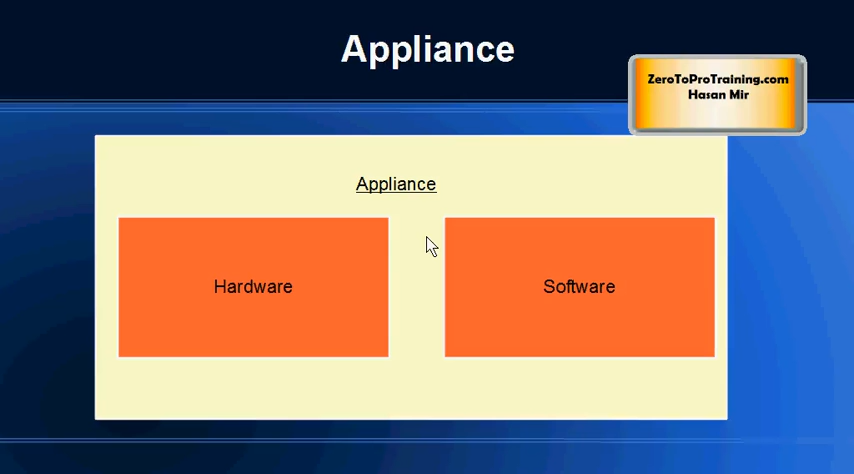 Appliance
ZeroToProTraining.com
Hasan Mir
Appliance
Hardware
Software